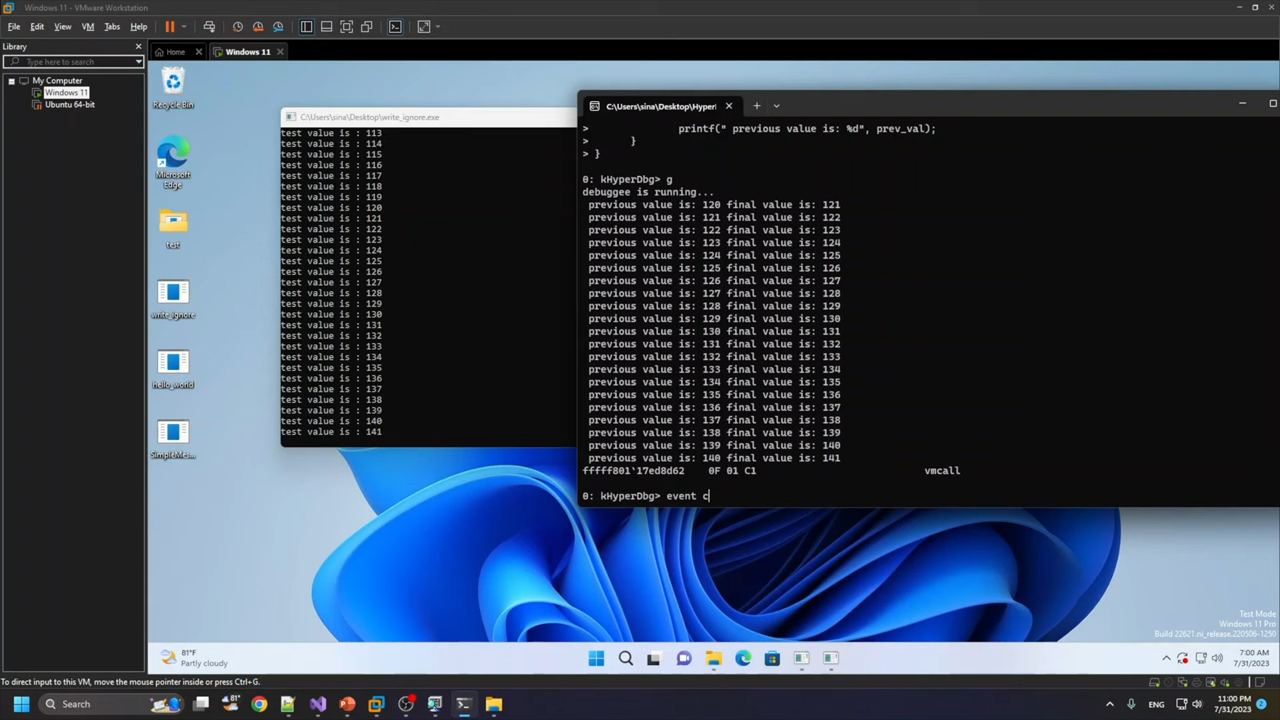 Windows 11 - VMware Workstation
File Edit View VM Tabs Help
Library
Type here to search
My Computer
Windows 11
Ubuntu 64-bit
Home
Windows 11
Recycle Bin
Microsoft
Edge
test
write_ignore
hello_world
SimpleMes...
C:\Users\sina\Desktop\write_ignore.exe
test value is : 113
test value is : 114
test value is : 115
test value is : 116
test value is : 117
test value is : 118
test value is : 119
test value is : 120
test value is : 121
test value is : 122
test value is : 123
test value is : 124
test value is : 125
test value is : 126
test value is : 127
test value is : 128
test value is : 129
test value is : 130
test value is : 131
test value is : 132
test value is : 133
test value is : 134
test value is : 135
test value is : 136
test value is : 137
test value is : 138
test value is : 139
test value is : 140
test value is : 141
C:\Users\sina\Desktop\Hyper
> printf(" previous value is: %d", prev_val);
> }
> }
0: kHyperDbg> g
debuggee is running...
previous value is: 120 final value is: 121
previous value is: 121 final value is: 122
previous value is: 122 final value is: 123
previous value is: 123 final value is: 124
previous value is: 124 final value is: 125
previous value is: 125 final value is: 126
previous value is: 126 final value is: 127
previous value is: 127 final value is: 128
previous value is: 128 final value is: 129
previous value is: 129 final value is: 130
previous value is: 130 final value is: 131
previous value is: 131 final value is: 132
previous value is: 132 final value is: 133
previous value is: 133 final value is: 134
previous value is: 134 final value is: 135
previous value is: 135 final value is: 136
previous value is: 136 final value is: 137
previous value is: 137 final value is: 138
previous value is: 138 final value is: 139
previous value is: 139 final value is: 140
previous value is: 140 final value is: 141
fffff801`17ed8d62 0F 01 C1 vmcall
0: kHyperDbg> event c
Test Mode
Windows 11 Pro
Build 22621.ni_release.220506-1250
81°F
Partly cloudy
7:00 AM
7/31/2023
To direct input to this VM, move the mouse pointer inside or press Ctrl+G.
Search
81°
ENG
11:00 PM
7/31/2023
2